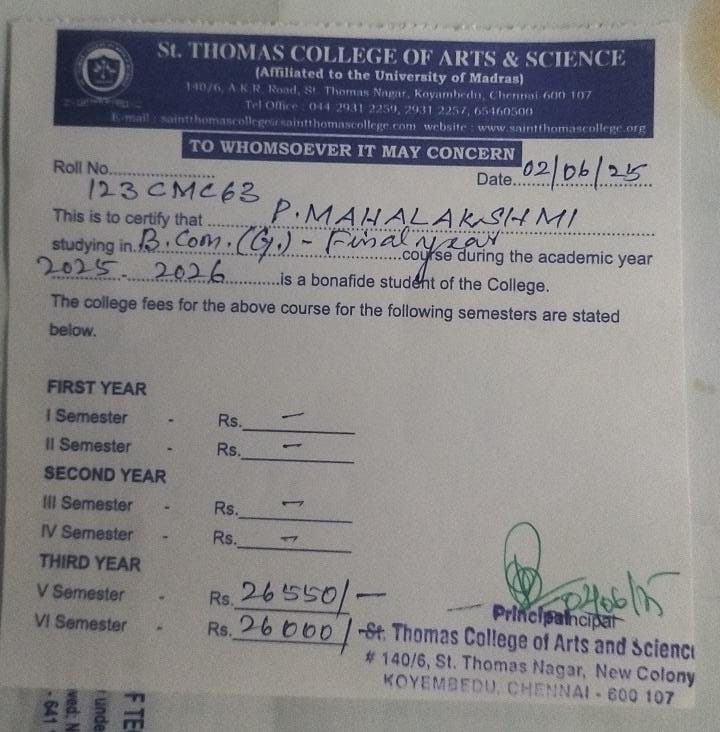 St. THOMAS COLLEGE OF ARTS & SCIENCE
(Affiliated to the University of Madras)
140/6, A.K.R. Road, St. Thomas Nagar, Koyambedu, Chennai-600 107
Tel Office : 044-2931 2259, 2931 2257, 65460500
E-mail : saintthomascollege@saintthomascollege.com website : www.saintthomascollege.org
TO WHOMSOEVER IT MAY CONCERN
Roll No.................. Date..02/06/25
123CMC63
This is to certify that ....... P. MAHALAKSHMI
studying in. B.Com. (G.) - Final year ......course during the academic year
2025 - 2026 ..........is a bonafide student of the College.
The college fees for the above course for the following semesters are stated
below.
FIRST YEAR
I Semester - Rs. —
II Semester - Rs. —
SECOND YEAR
III Semester - Rs. —
IV Semester - Rs. —
THIRD YEAR
V Semester - Rs. 26550/-
VI Semester - Rs. 26000/-
02/06/25
Principal
St. Thomas College of Arts and Scienc
# 140/6, St. Thomas Nagar, New Colony
KOYEMBEDU, CHENNAI - 600 107
F TE
unde
ved. N
- 641